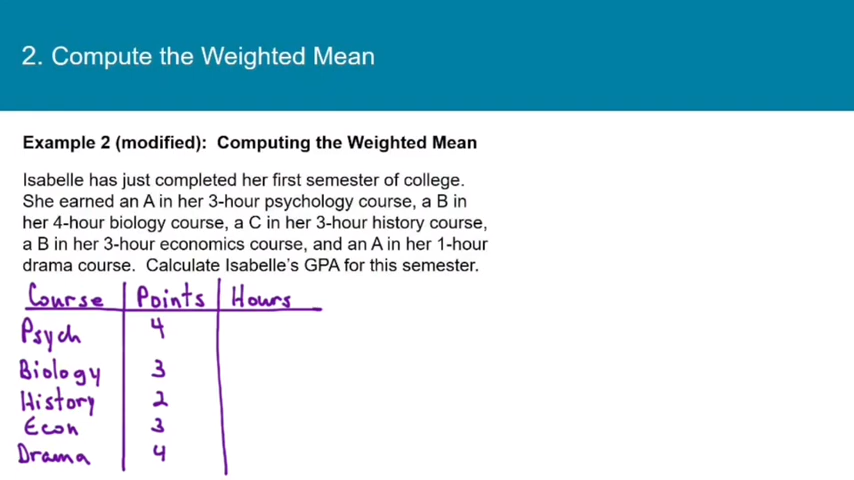 2. Compute the Weighted Mean
Example 2 (modified): Computing the Weighted Mean
Isabelle has just completed her first semester of college.
She earned an A in her 3-hour psychology course, a B in
her 4-hour biology course, a C in her 3-hour history course,
a B in her 3-hour economics course, and an A in her 1-hour
drama course. Calculate Isabelle's GPA for this semester.
Course Points Hours
Psych 4
Biology 3
History 2
Econ 3
Drama 4